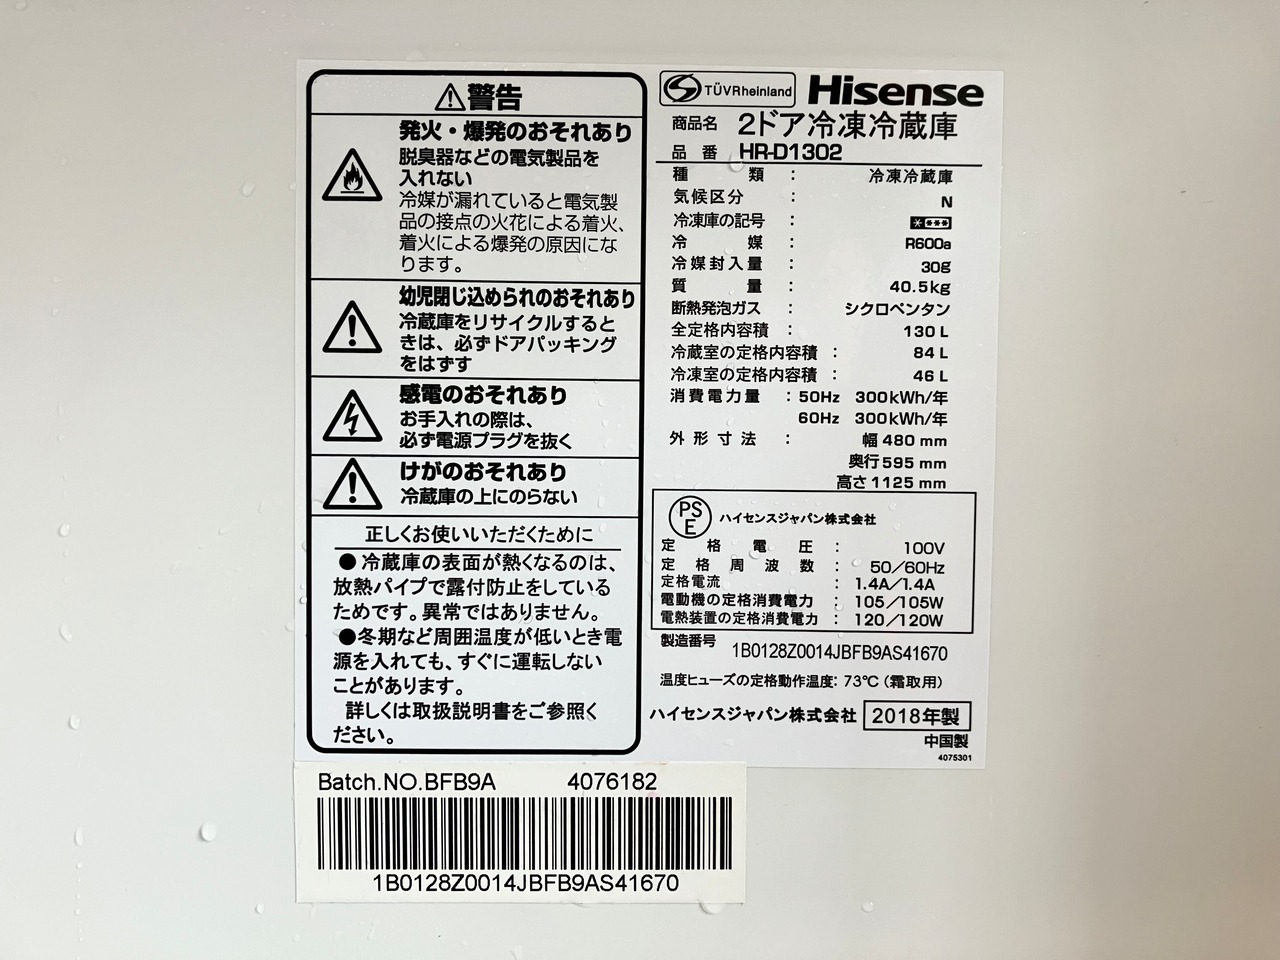 ⚠警告
発火・爆発のおそれあり
脱臭器などの電気製品を
入れない
冷媒が漏れていると電気製
品の接点の火花による着火、
着火による爆発の原因にな
ります。
幼児閉じ込められのおそれあり
冷蔵庫をリサイクルすると
きは、必ずドアパッキング
をはずす
感電のおそれあり
お手入れの際は、
必ず電源プラグを抜く
けがのおそれあり
冷蔵庫の上にのらない
正しくお使いいただくために
●冷蔵庫の表面が熱くなるのは、
放熱パイプで露付防止をしている
ためです。異常ではありません。
●冬期など周囲温度が低いとき電
源を入れても、すぐに運転しない
ことがあります。
詳しくは取扱説明書をご参照く
ださい。
TÜVRheinland Hisense
商品名 2ドア冷凍冷蔵庫
品番 HR-D1302
種類 : 冷凍冷蔵庫
気候区分 : N
冷凍庫の記号 : ****​*
冷媒 : R600a
冷媒封入量 : 30g
質量 : 40.5kg
断熱発泡ガス : シクロペンタン
全定格内容積 : 130 L
冷蔵室の定格内容積 : 84 L
冷凍室の定格内容積 : 46 L
消費電力量 : 50Hz 300kWh/年
60Hz 300kWh/年
外形寸法 : 幅 480 mm
奥行 595 mm
高さ 1125 mm
PS
E ハイセンスジャパン株式会社
定格電圧 : 100V
定格周波数 : 50/60Hz
定格電流 : 1.4A/1.4A
電動機の定格消費電力 : 105/105W
電熱装置の定格消費電力 : 120/120W
製造番号
1B0128Z0014JBFB9AS41670
温度ヒューズの定格動作温度: 73℃(霜取用)
ハイセンスジャパン株式会社 2018年製
中国製
4075301
Batch.NO.BFB9A 4076182
1B0128Z0014JBFB9AS41670